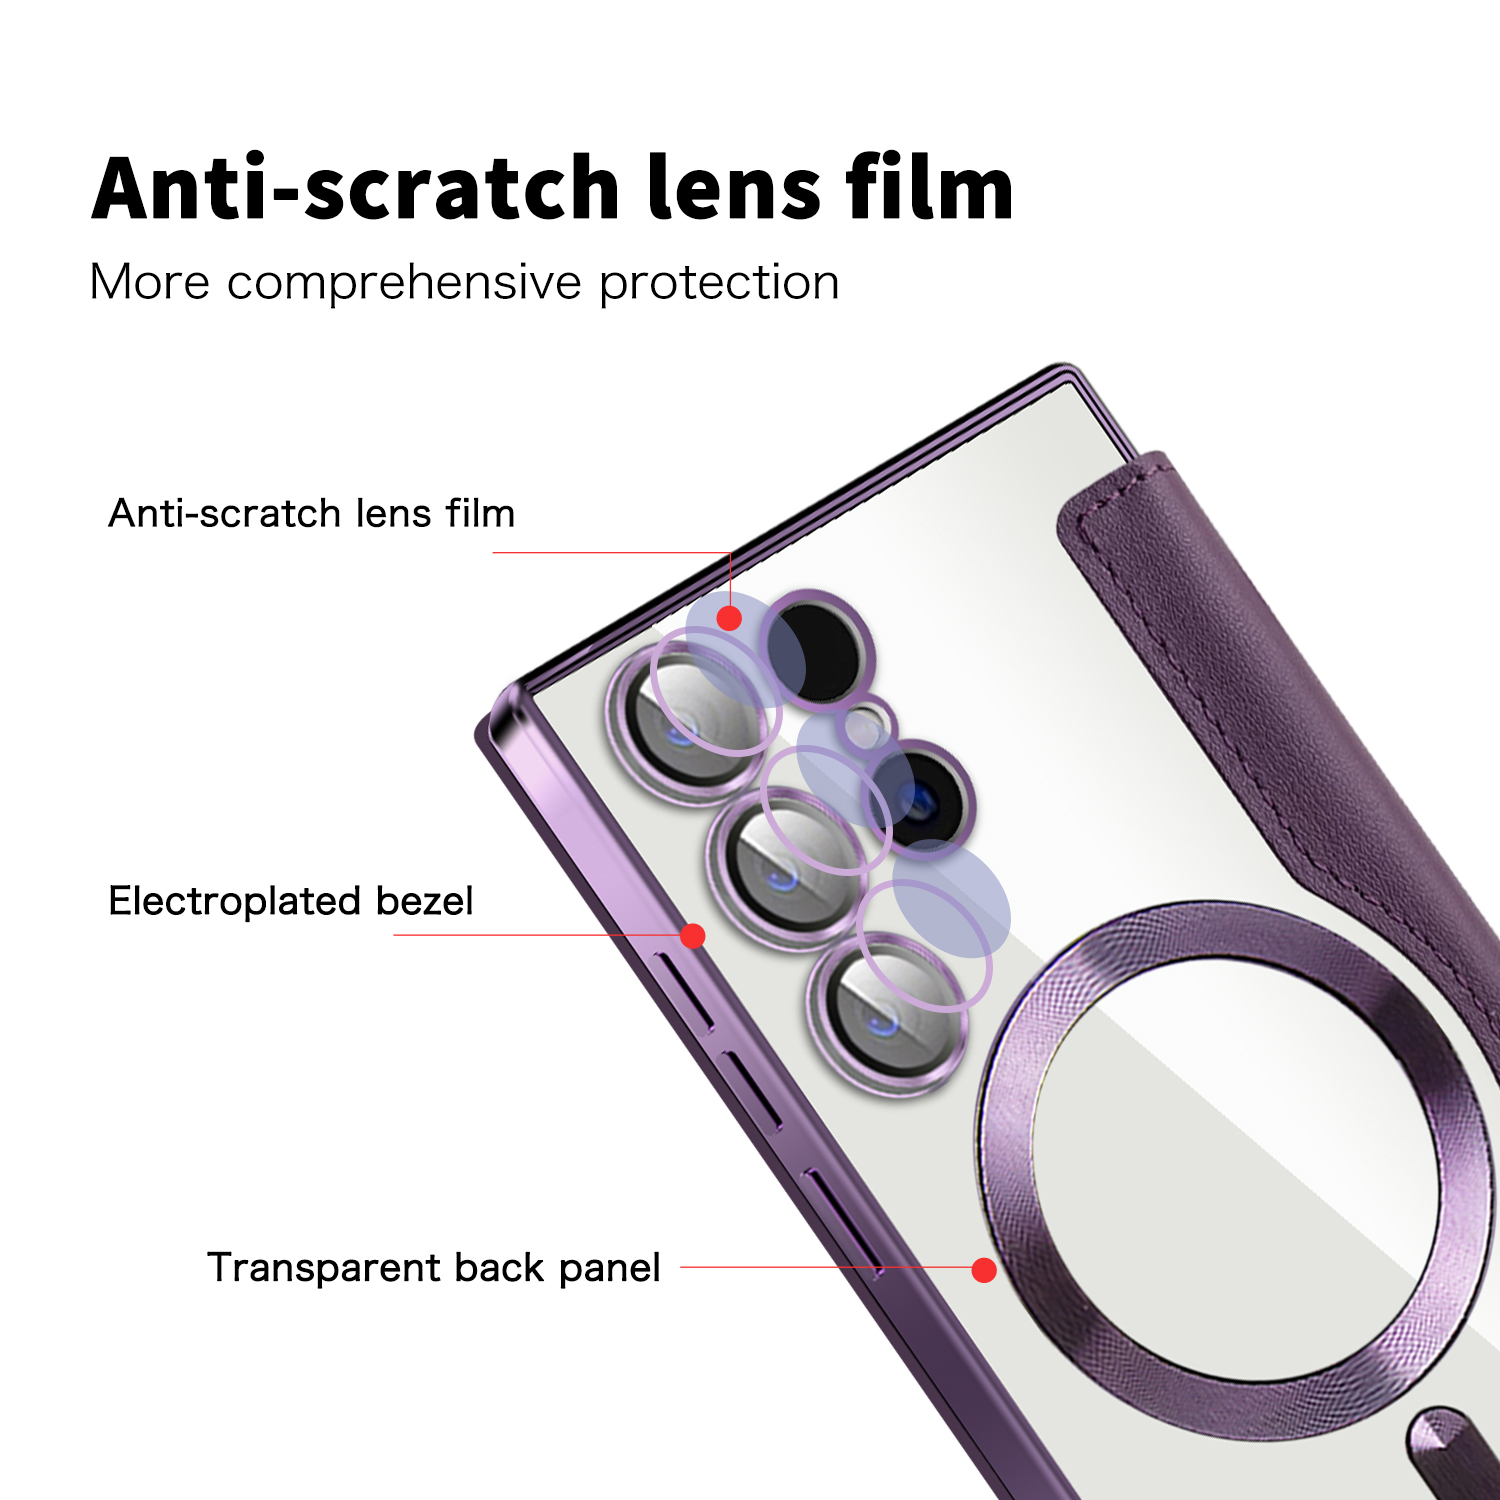 Anti-scratch lens film
More comprehensive protection
Anti-scratch lens film
Electroplated bezel
Transparent back panel